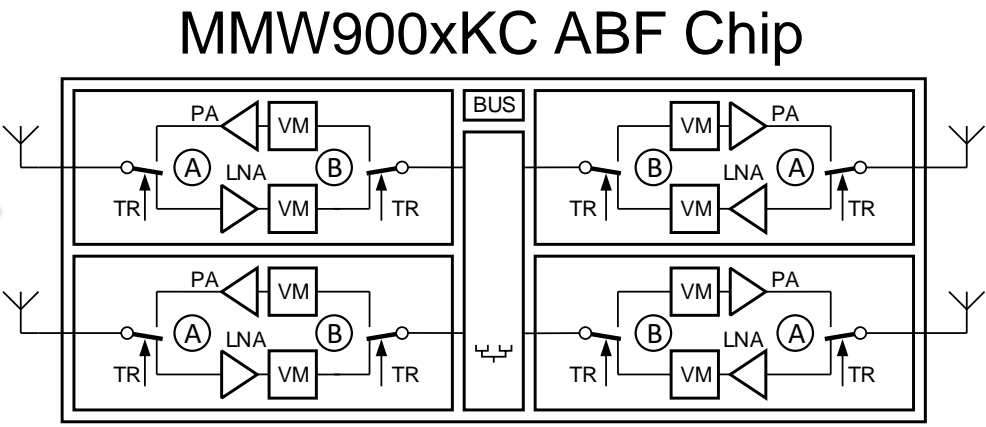 MMW900xKC ABF Chip
BUS
PA VM
A B
LNA
TR VM TR
VM PA
B A
LNA
TR VM TR
PA VM
A B
LNA
TR VM TR
VM PA
B A
LNA
TR VM TR